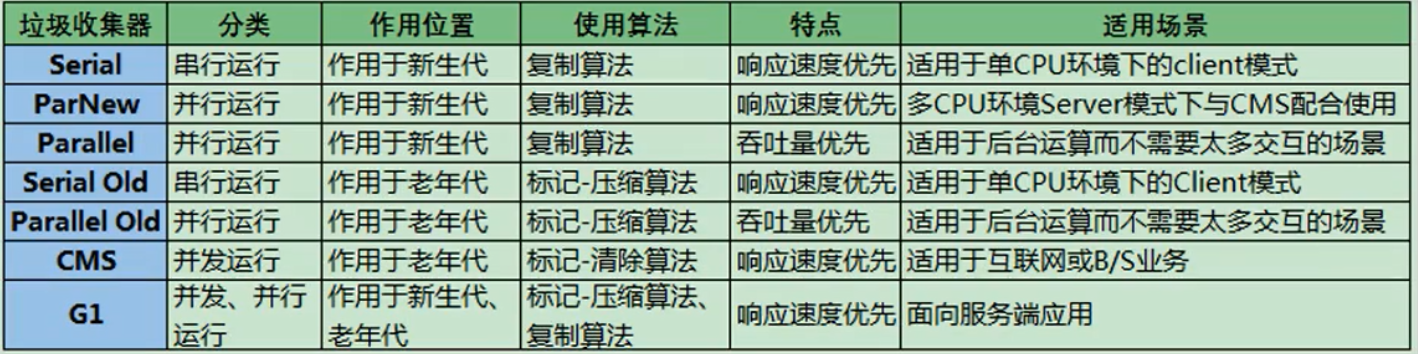 垃圾收集器 分类 作用位置 使用算法 特点 适用场景
Serial 串行运行 作用于新生代 复制算法 响应速度优先 适用于单CPU环境下的client模式
ParNew 并行运行 作用于新生代 复制算法 响应速度优先 多CPU环境Server模式下与CMS配合使用
Parallel 并行运行 作用于新生代 复制算法 吞吐量优先 适用于后台运算而不需要太多交互的场景
Serial Old 串行运行 作用于老年代 标记-压缩算法 响应速度优先 适用于单CPU环境下的Client模式
Parallel Old 并行运行 作用于老年代 标记-压缩算法 吞吐量优先 适用于后台运算而不需要太多交互的场景
CMS 并发运行 作用于老年代 标记-清除算法 响应速度优先 适用于互联网或B/S业务
G1 并发、并行 作用于新生代、 标记-压缩算法、 响应速度优先 面向服务端应用
运行 老年代 复制算法